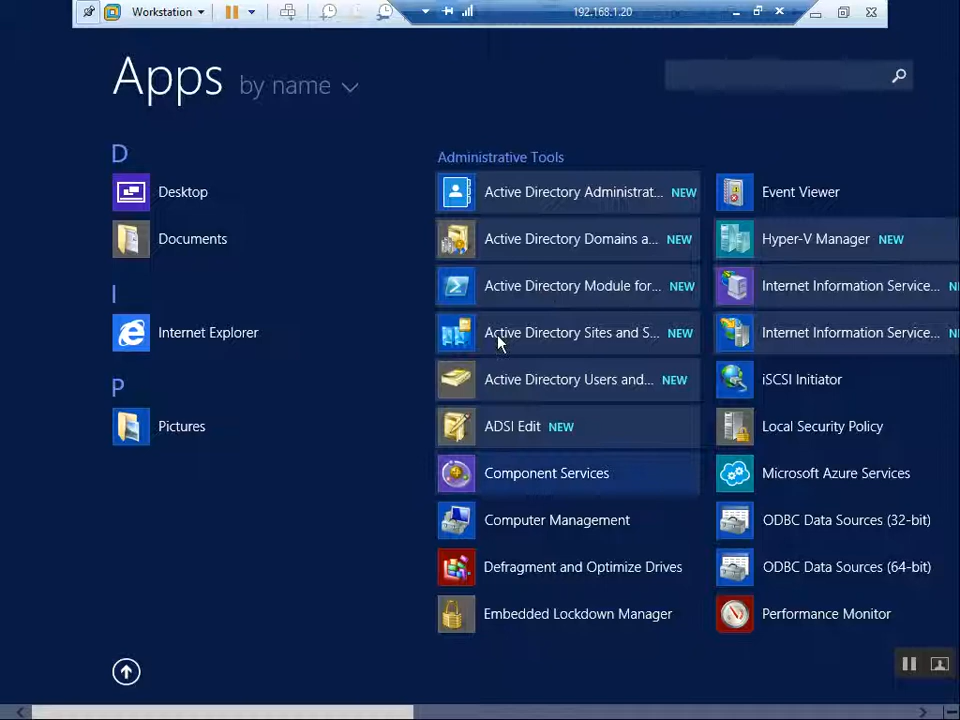 Workstation
192.168.1.20
Apps by name
D
Desktop
Documents
I
Internet Explorer
P
Pictures
Administrative Tools
Active Directory Administrat... NEW
Active Directory Domains a... NEW
Active Directory Module for... NEW
Active Directory Sites and S... NEW
Active Directory Users and... NEW
ADSI Edit NEW
Component Services
Computer Management
Defragment and Optimize Drives
Embedded Lockdown Manager
Event Viewer
Hyper-V Manager NEW
Internet Information Service...
Internet Information Service...
iSCSI Initiator
Local Security Policy
Microsoft Azure Services
ODBC Data Sources (32-bit)
ODBC Data Sources (64-bit)
Performance Monitor